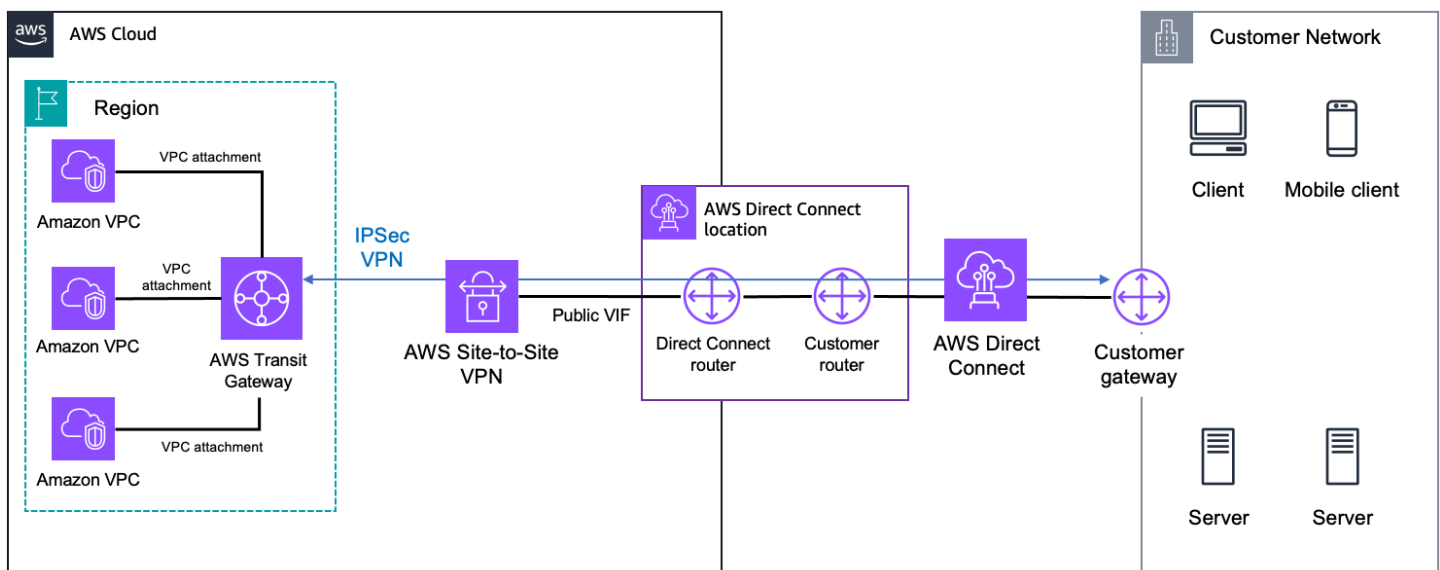 aws
AWS Cloud
Region
VPC attachment
Amazon VPC
VPC
attachment
Amazon VPC
AWS Transit
Gateway
VPC attachment
Amazon VPC
IPSec
VPN
AWS Site-to-Site
VPN
Public VIF
AWS Direct Connect
location
Direct Connect
router
Customer
router
AWS Direct
Connect
Customer
gateway
Customer Network
Client
Mobile client
Server
Server